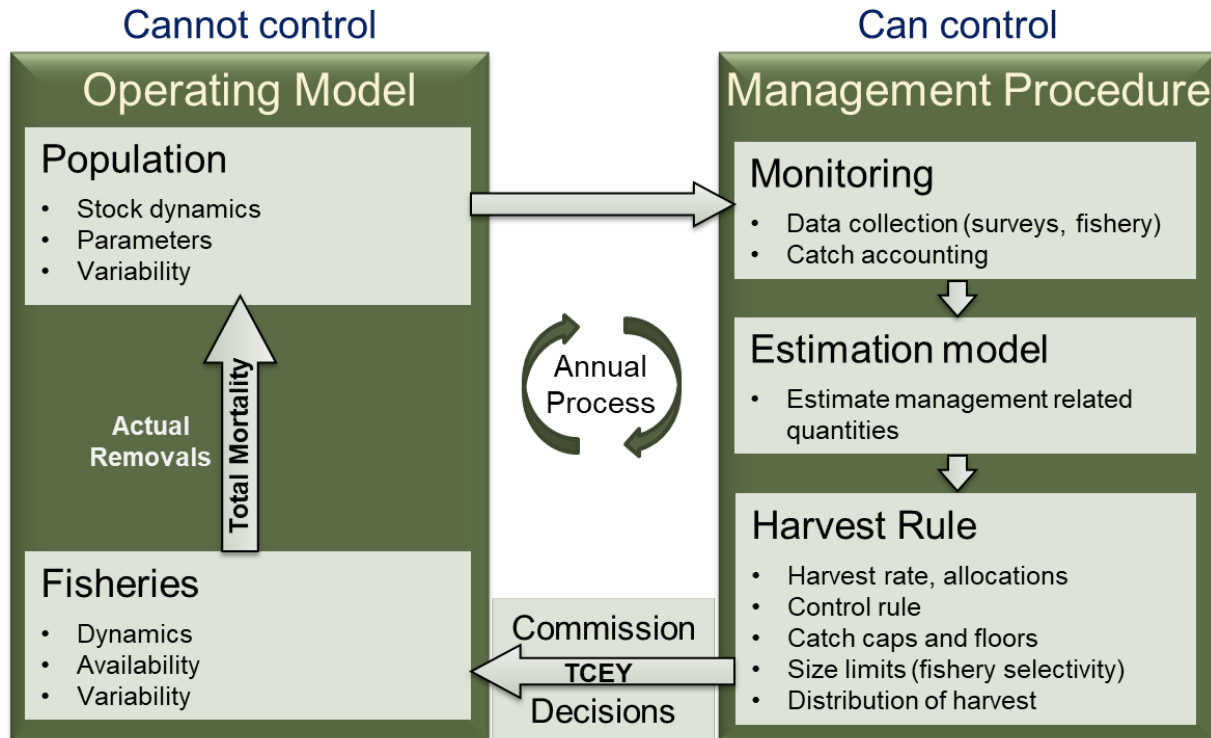 Cannot control
Operating Model
Population
• Stock dynamics
• Parameters
• Variability
Actual
Removals
Total Mortality
Fisheries
• Dynamics
• Availability
• Variability
Annual
Process
Commission
TCEY
Decisions
Can control
Management Procedure
Monitoring
• Data collection (surveys, fishery)
• Catch accounting
Estimation model
• Estimate management related
quantities
Harvest Rule
• Harvest rate, allocations
• Control rule
• Catch caps and floors
• Size limits (fishery selectivity)
• Distribution of harvest